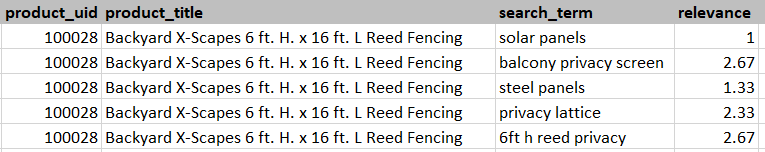 product_uid product_title search_term relevance
100028 Backyard X-Scapes 6 ft. H. x 16 ft. L Reed Fencing solar panels 1
100028 Backyard X-Scapes 6 ft. H. x 16 ft. L Reed Fencing balcony privacy screen 2.67
100028 Backyard X-Scapes 6 ft. H. x 16 ft. L Reed Fencing steel panels 1.33
100028 Backyard X-Scapes 6 ft. H. x 16 ft. L Reed Fencing privacy lattice 2.33
100028 Backyard X-Scapes 6 ft. H. x 16 ft. L Reed Fencing 6ft h reed privacy 2.67